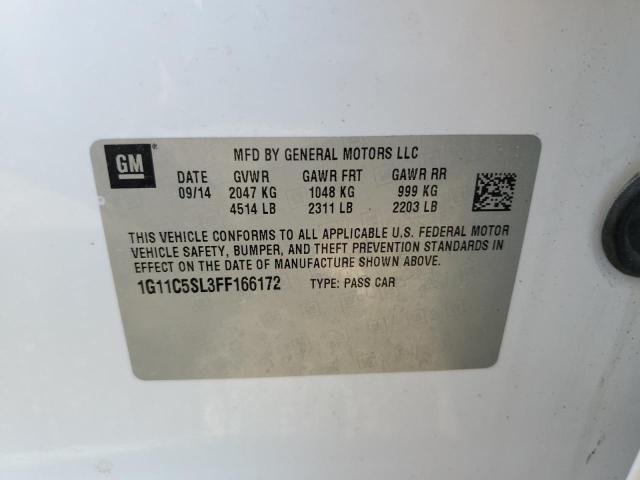 GM
MFD BY GENERAL MOTORS LLC
DATE GVWR GAWR FRT GAWR RR
09/14 2047 KG 1048 KG 999 KG
4514 LB 2311 LB 2203 LB
THIS VEHICLE CONFORMS TO ALL APPLICABLE U.S. FEDERAL MOTOR
VEHICLE SAFETY, BUMPER, AND THEFT PREVENTION STANDARDS IN
EFFECT ON THE DATE OF MANUFACTURE SHOWN ABOVE.
1G11C5SL3FF166172 TYPE: PASS CAR